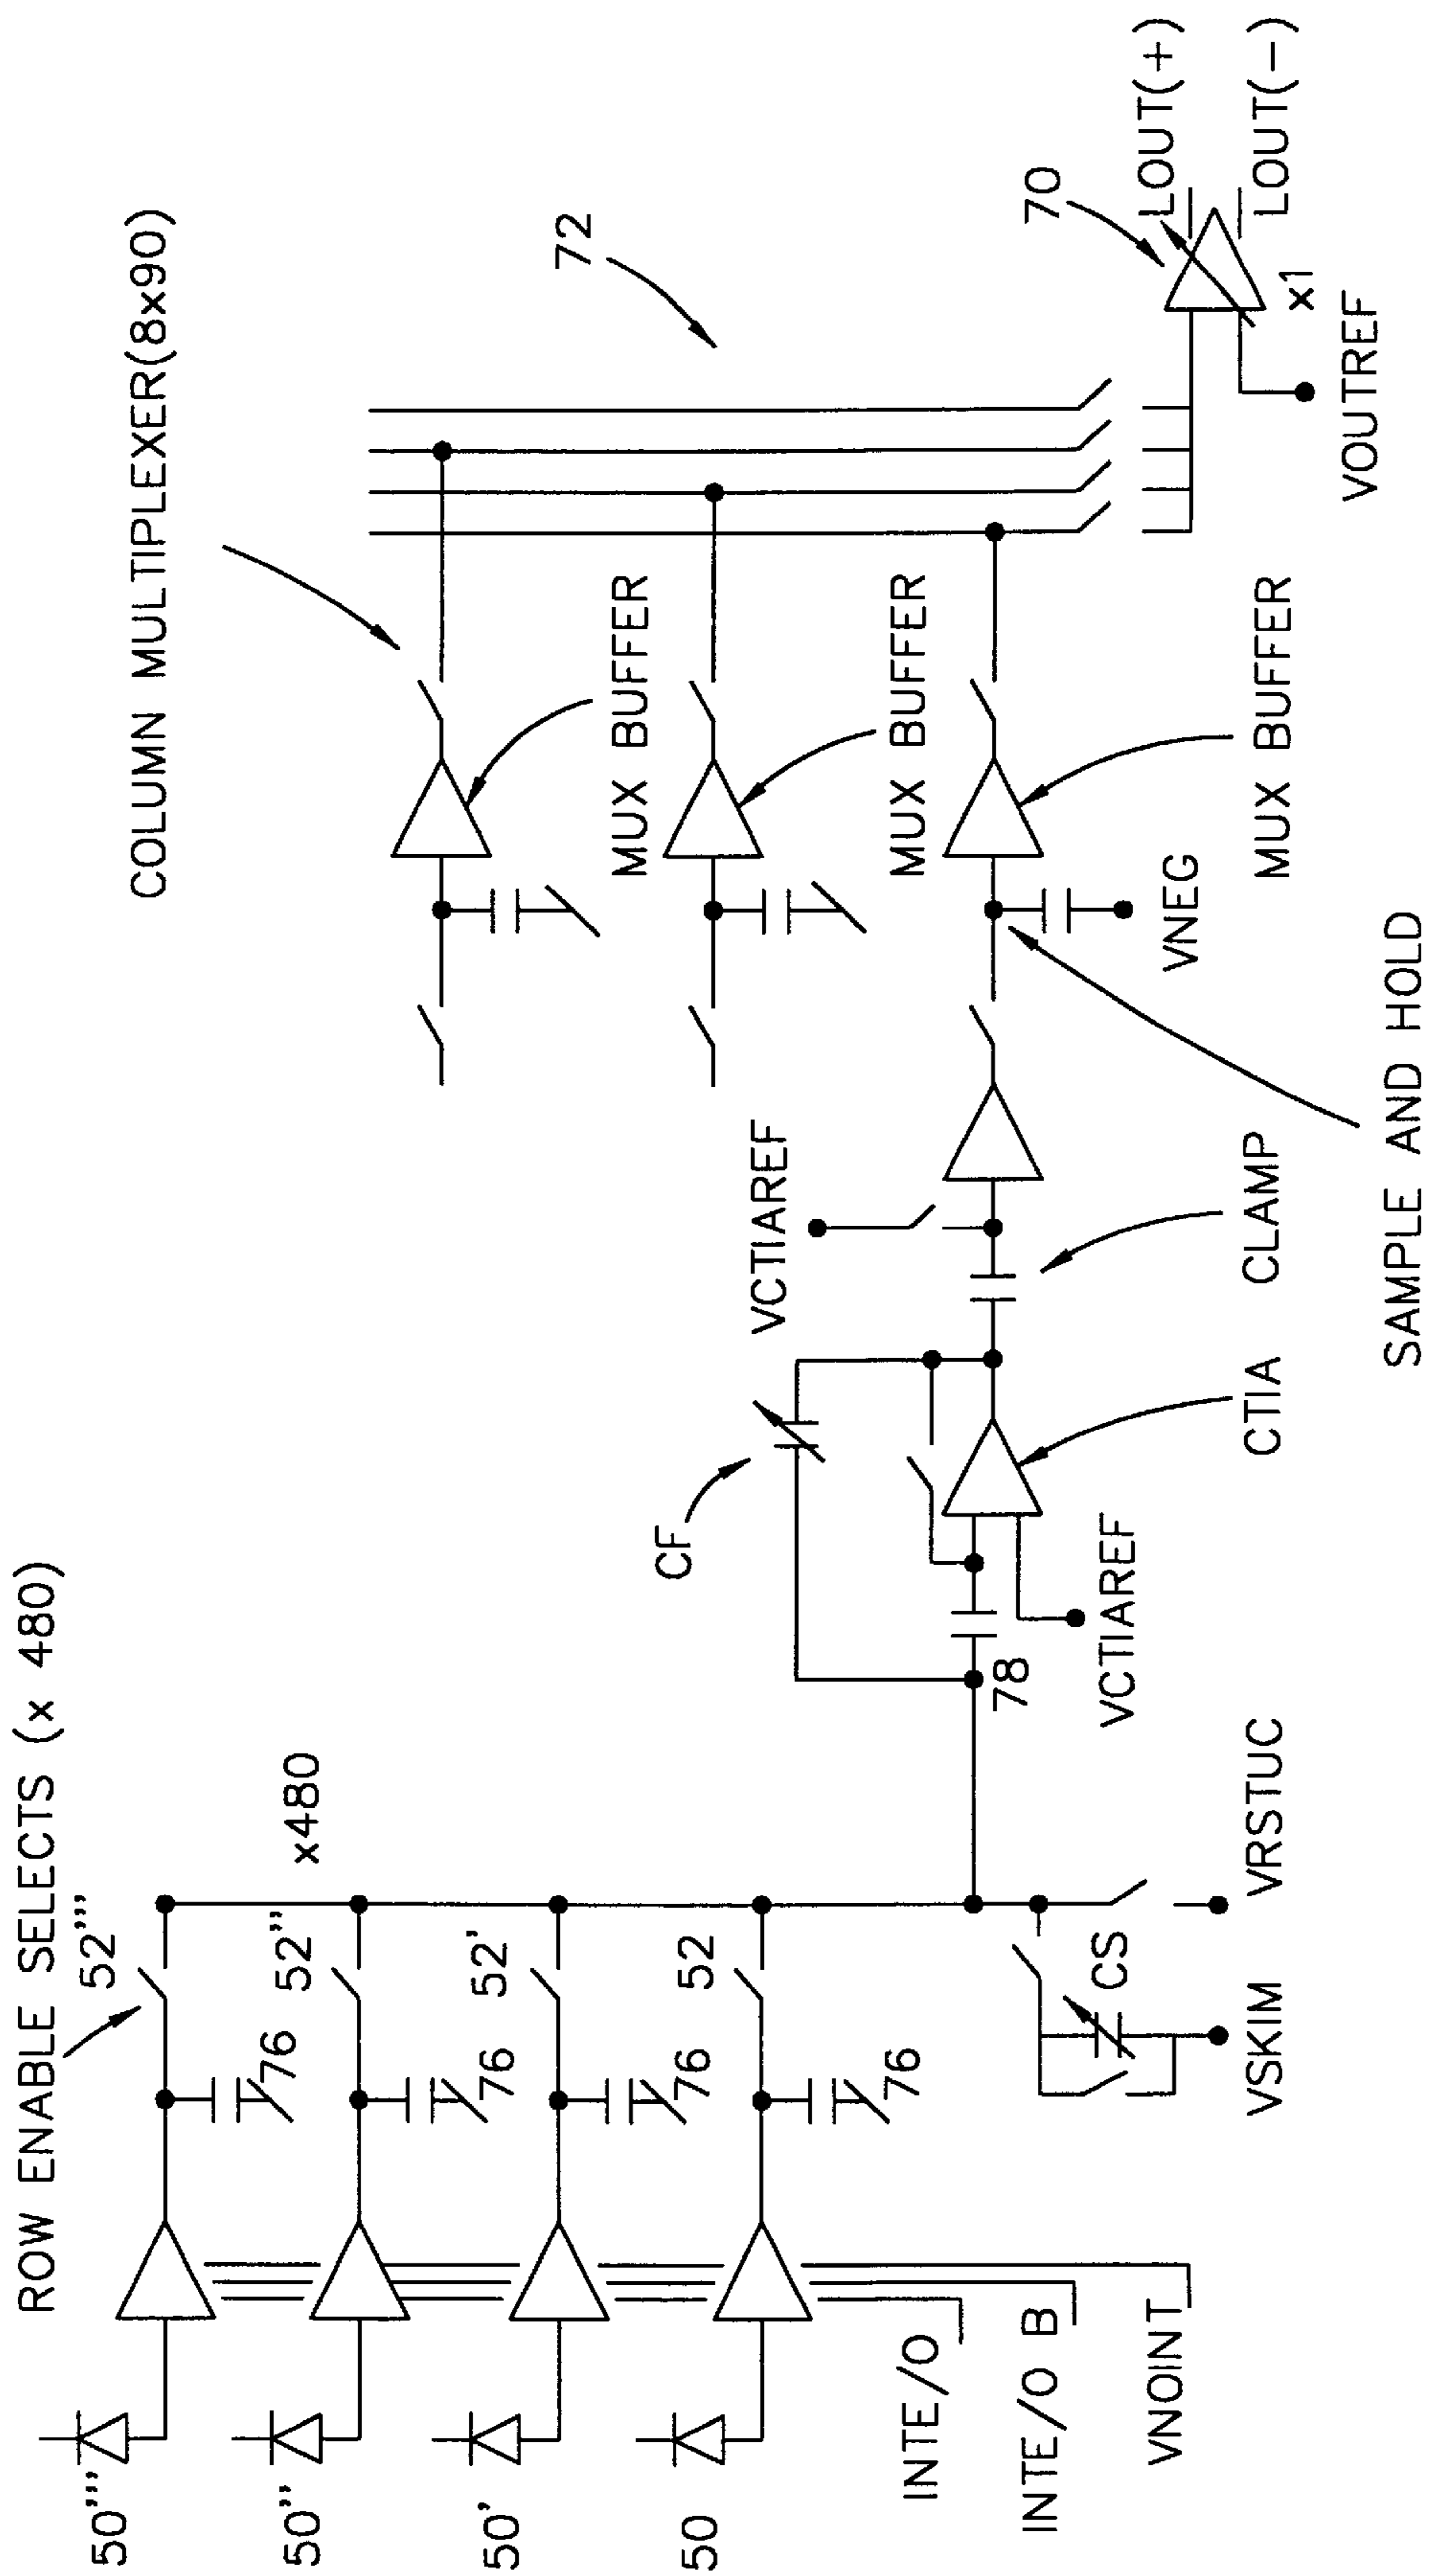 ROW ENABLE SELECTS (x 480)
COLUMN MULTIPLEXER(8x90)
50'''
52'''
76
x480
50''
52''
76
50'
52'
76
50
52
76
INTE/O
INTE/O B
VNOINT
CS
VSKIM
VRSTUC
CF
78
VCTIAREF
CTIA
VCTIAREF
CLAMP
SAMPLE AND HOLD
VNEG
MUX BUFFER
MUX BUFFER
MUX BUFFER
72
70
LOUT(+)
LOUT(-)
x1
VOUTREF